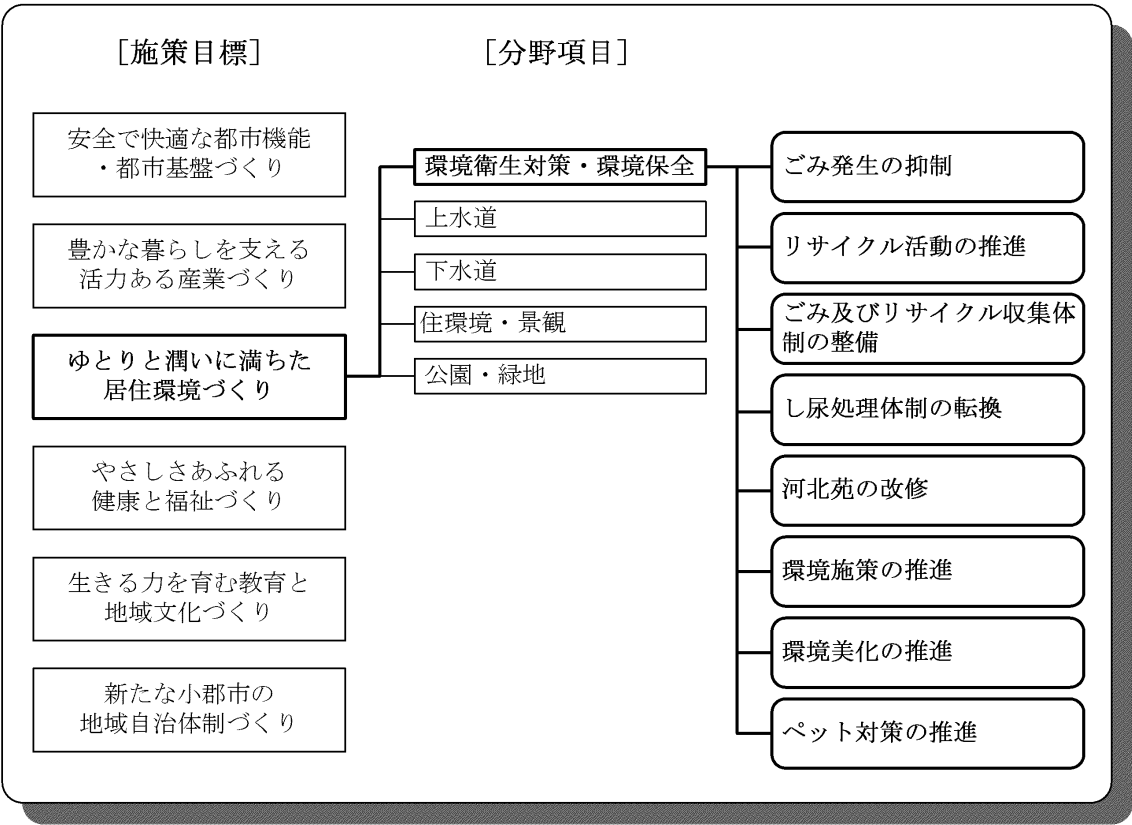 ［施策目標］
［分野項目］
安全で快適な都市機能
・都市基盤づくり
豊かな暮らしを支える
活力ある産業づくり
ゆとりと潤いに満ちた
居住環境づくり
やさしさあふれる
健康と福祉づくり
生きる力を育む教育と
地域文化づくり
新たな小郡市の
地域自治体制づくり
環境衛生対策・環境保全
上水道
下水道
住環境・景観
公園・緑地
ごみ発生の抑制
リサイクル活動の推進
ごみ及びリサイクル収集体
制の整備
し尿処理体制の転換
河北苑の改修
環境施策の推進
環境美化の推進
ペット対策の推進